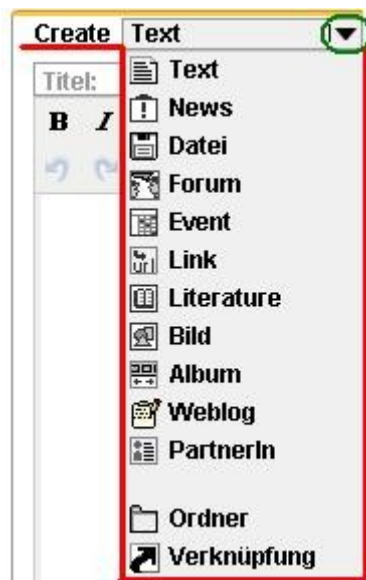 Create Text
Titel:
B I
Text
News
Datei
Forum
Event
Link
Literature
Bild
Album
Weblog
PartnerIn
Ordner
Verknüpfung